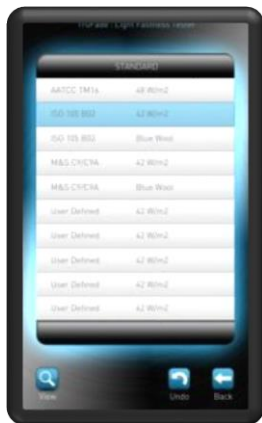 TruFade : Light Fastness Tester
STANDARD
AATCC TM16 48 W/m2
ISO 105 B02 42 W/m2
ISO 105 B02 Blue Wool
M&S C9/C9A 42 W/m2
M&S C9/C9A Blue Wool
User Defined 42 W/m2
User Defined 42 W/m2
User Defined 42 W/m2
User Defined 42 W/m2
User Defined 42 W/m2
View Undo Back